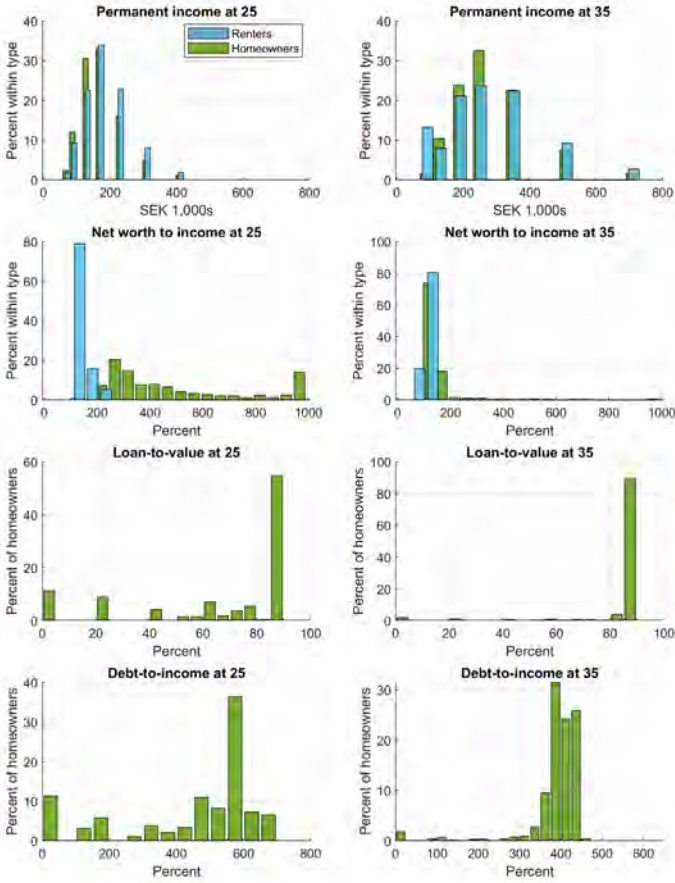 Permanent income at 25
Percent within type
40
30
20
10
0
Renters
Homeowners
0 200 400 600 800
SEK 1,000s
Permanent income at 35
Percent within type
40
30
20
10
0
0 200 400 600 800
SEK 1,000s
Net worth to income at 25
Percent within type
80
60
40
20
0
0 200 400 600 800 1000
Percent
Net worth to income at 35
Percent within type
100
80
60
40
20
0
0 200 400 600 800 1000
Percent
Loan-to-value at 25
Percent of homeowners
60
40
20
0
0 20 40 60 80 100
Percent
Loan-to-value at 35
Percent of homeowners
100
80
60
40
20
0
0 20 40 60 80 100
Percent
Debt-to-income at 25
Percent of homeowners
40
30
20
10
0
0 200 400 600 800
Percent
Debt-to-income at 35
Percent of homeowners
30
20
10
0
0 200 400 600
Percent